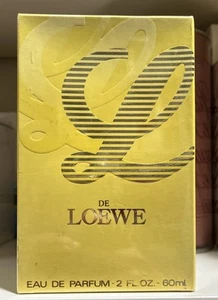 L
DE
LOEWE
EAU DE PARFUM · 2 FL. OZ. - 60ml.